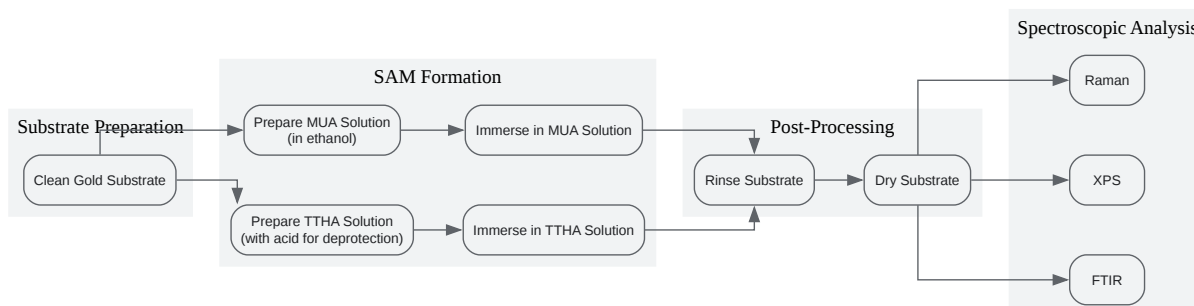 Spectroscopic Analysis
Raman
SAM Formation
Prepare MUA Solution
(in ethanol)
Immerse in MUA Solution
Substrate Preparation
Post-Processing
Clean Gold Substrate
Rinse Substrate
Dry Substrate
XPS
Prepare TTHA Solution
(with acid for deprotection)
Immerse in TTHA Solution
FTIR